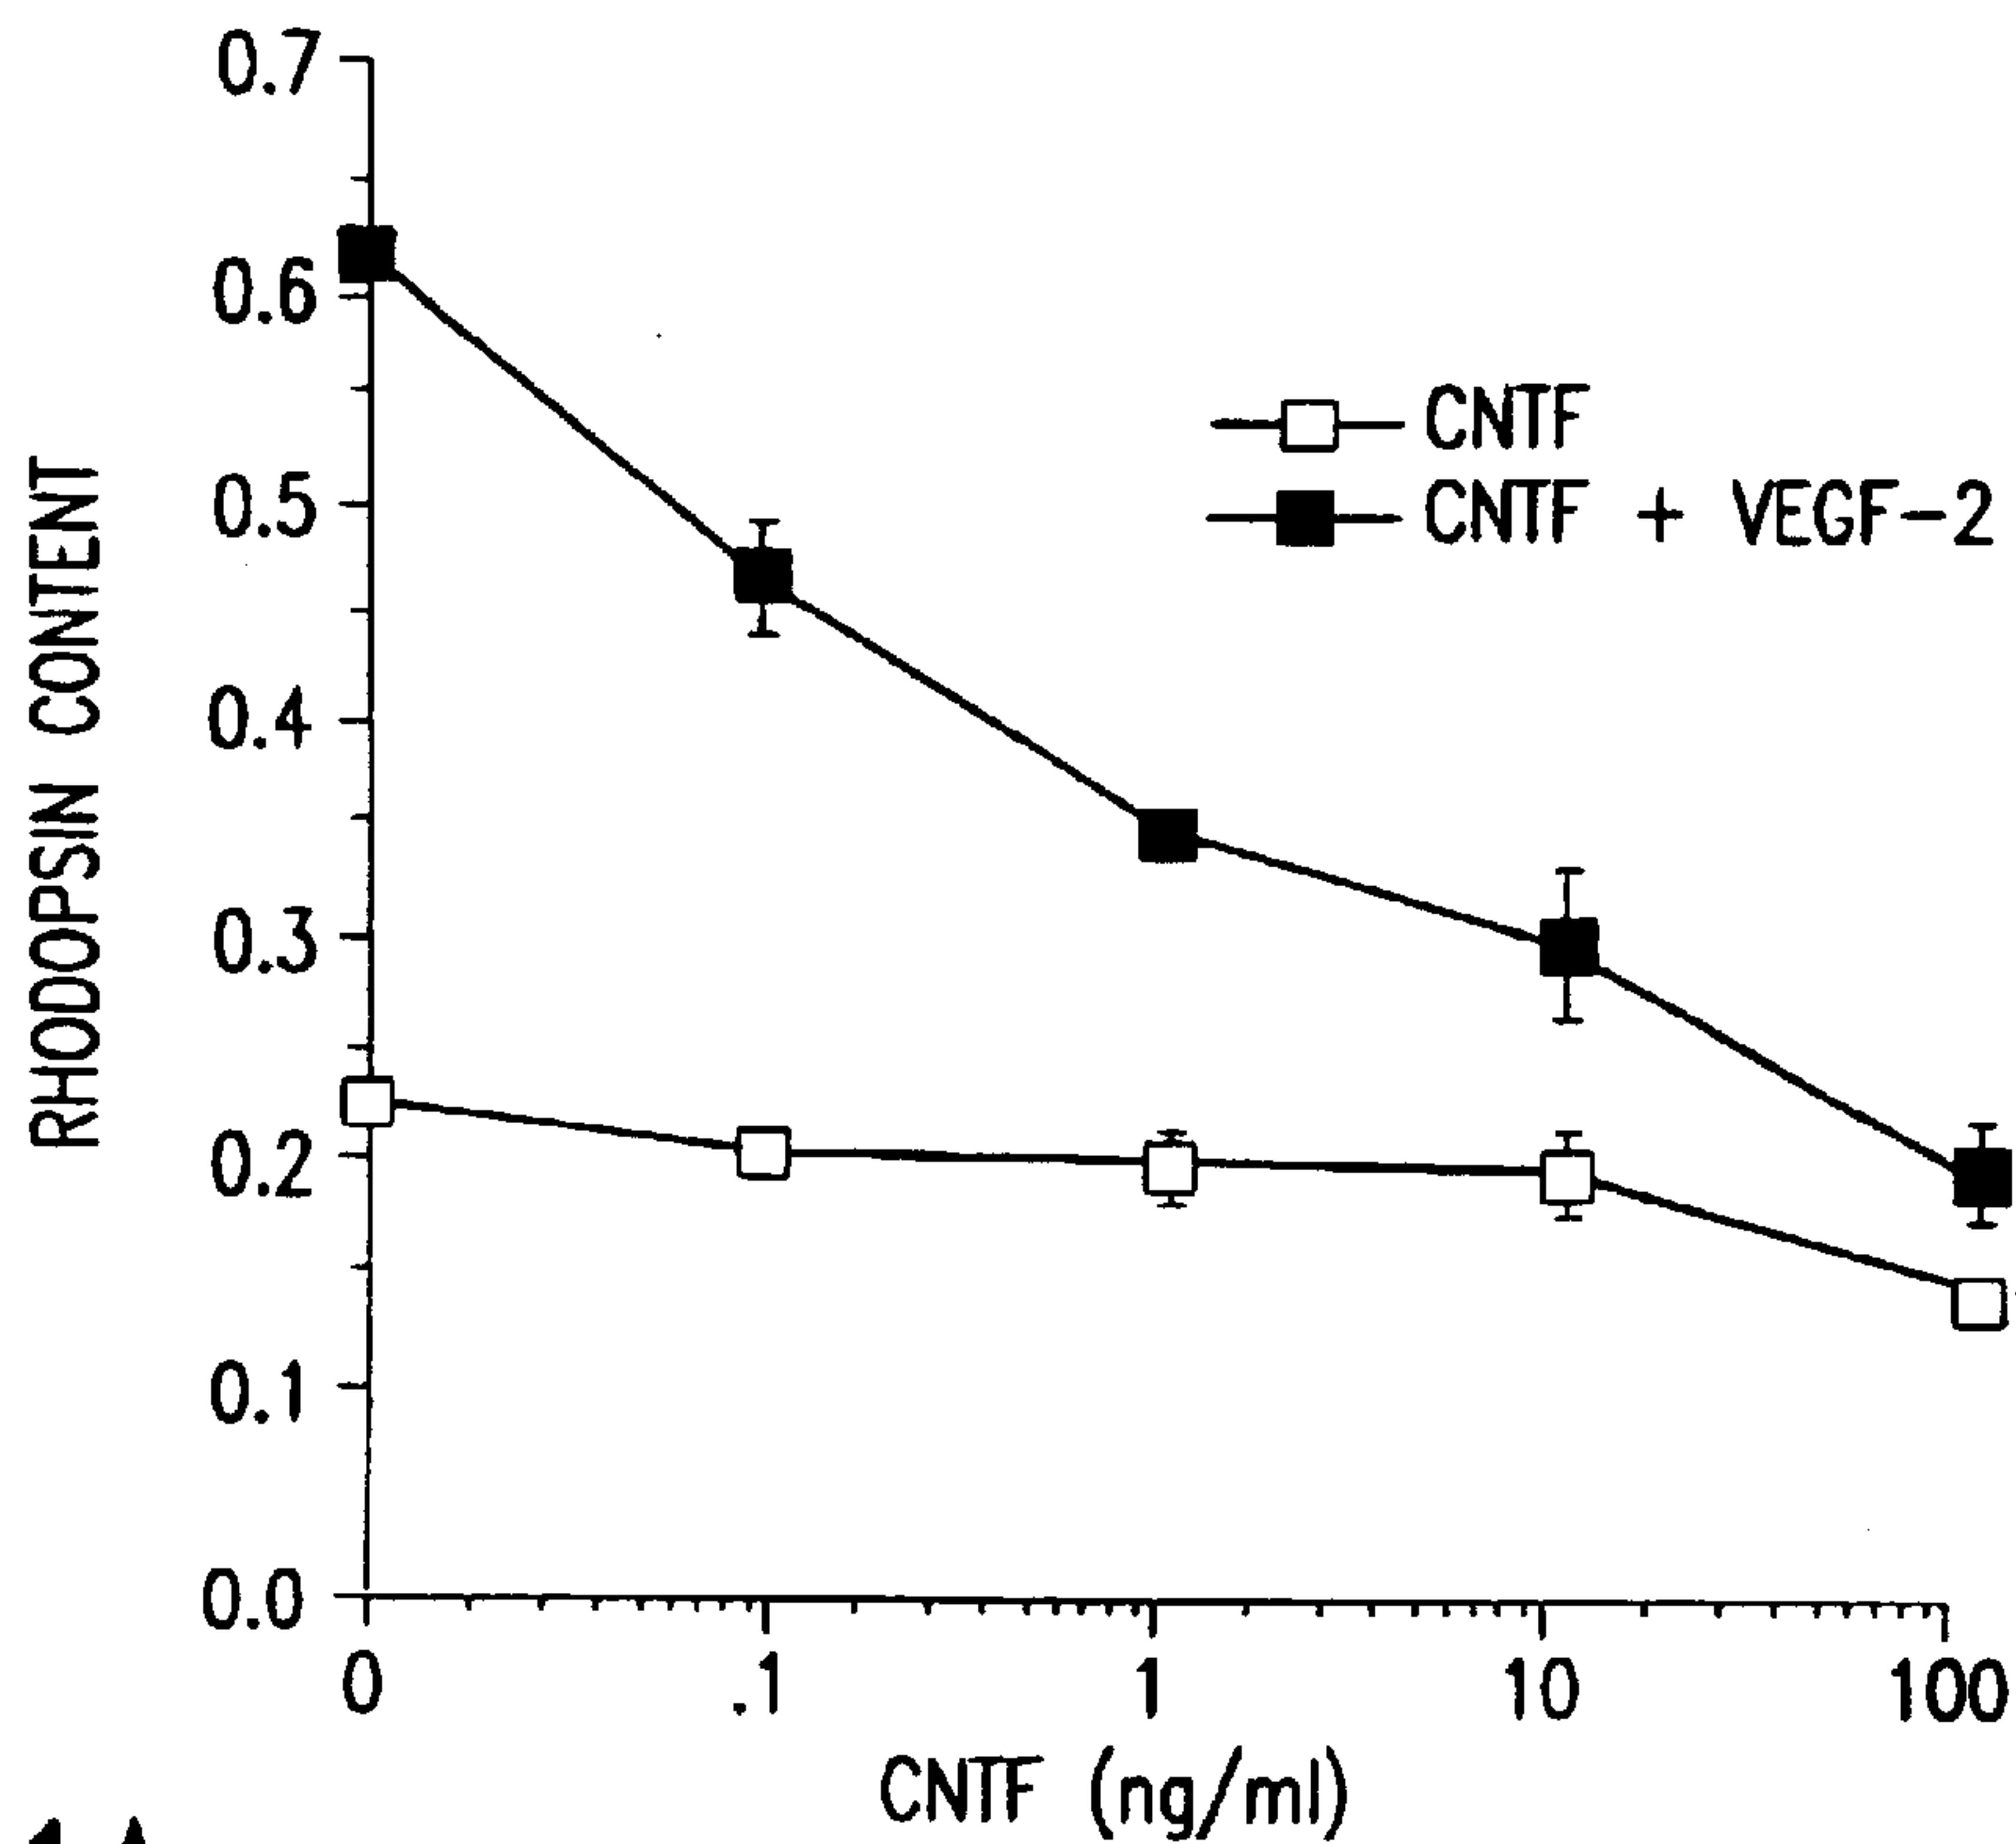 0.7
0.6
0.5
0.4
0.3
0.2
0.1
0.0
RHODOPSIN CONTENT
CNTF
CNTF + VEGF-2
0 .1 1 10 100
CNTF (ng/ml)